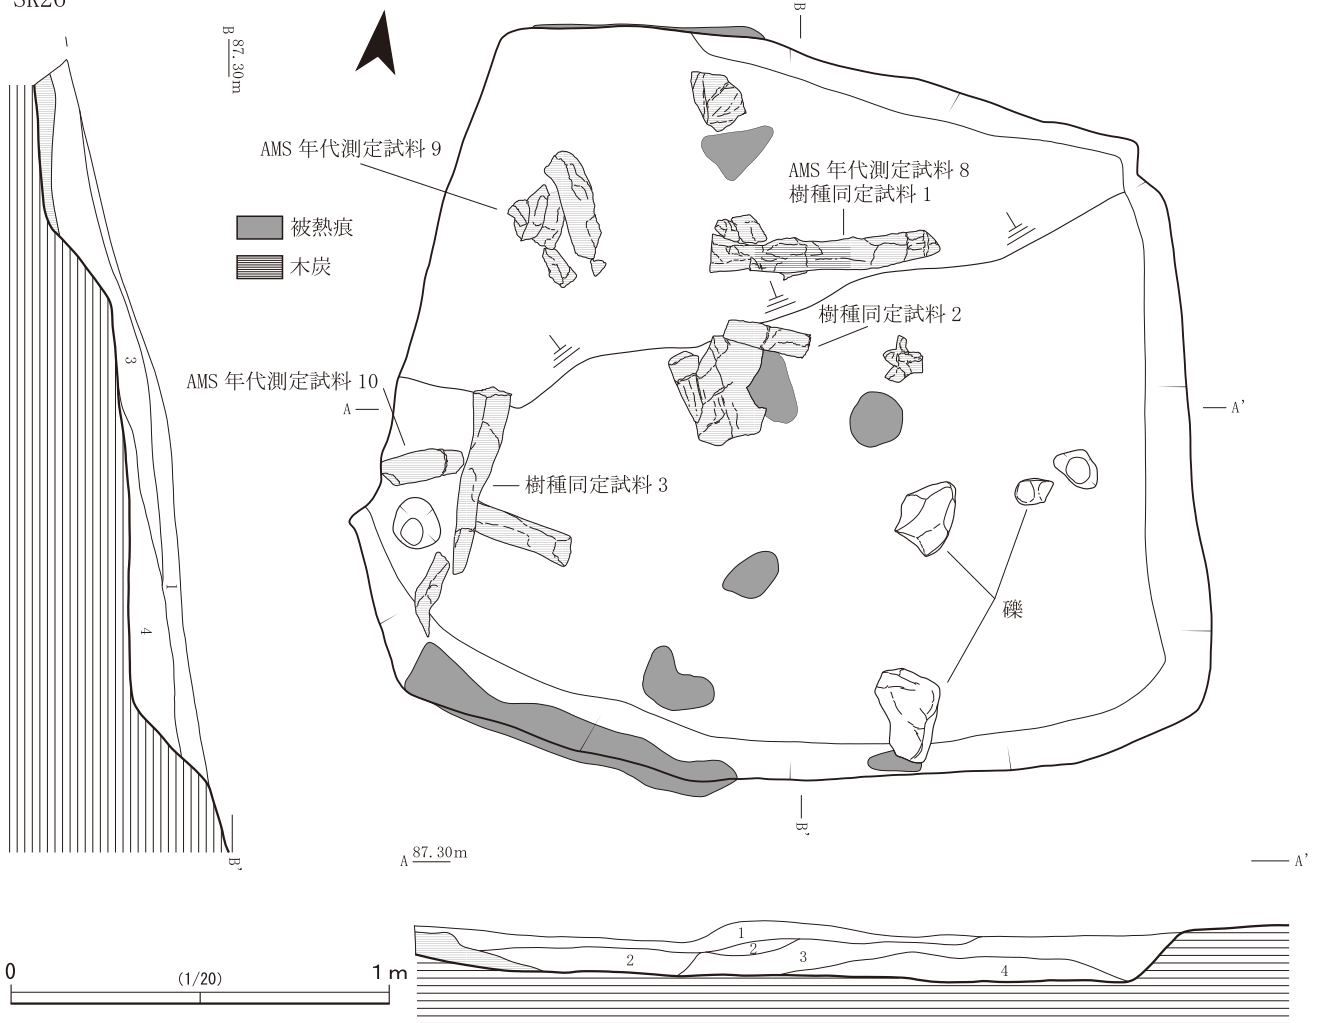 SK26
B
87.30m
B
AMS 年代測定試料 9
AMS 年代測定試料 8
樹種同定試料 1
被熱痕
木炭
樹種同定試料 2
AMS 年代測定試料 10
A
A'
樹種同定試料 3
礫
3
1
4
B'
B'
A 87.30m
A'
1
2
2
3
4
0 (1/20) 1 m